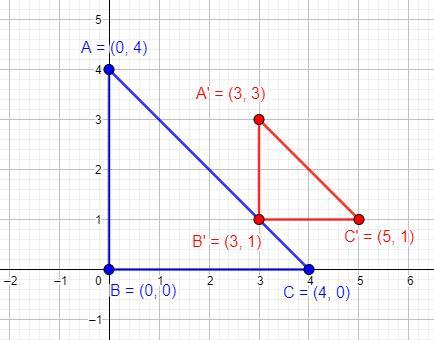 5
A = (0, 4)
4
A' = (3, 3)
3
2
1
B' = (3, 1)
C' = (5, 1)
−2 −1 0 1 2 3 4 5 6
B = (0, 0)
C = (4, 0)
−1